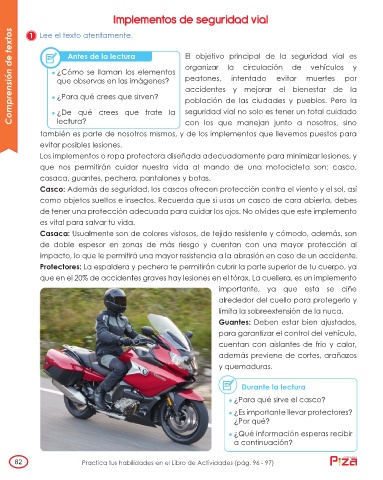 Implementos de seguridad vial
Comprensión de textos
1 Lee el texto atentamente.
Antes de la lectura
• ¿Cómo se llaman los elementos
que observas en las imágenes?
• ¿Para qué crees que sirven?
• ¿De qué crees que trata la
lectura?
El objetivo principal de la seguridad vial es
organizar la circulación de vehículos y
peatones, intentado evitar muertes por
accidentes y mejorar el bienestar de la
población de las ciudades y pueblos. Pero la
seguridad vial no solo es tener un total cuidado
con los que manejan junto a nosotros, sino
también es parte de nosotros mismos, y de los implementos que llevemos puestos para
evitar posibles lesiones.
Los implementos o ropa protectora diseñada adecuadamente para minimizar lesiones, y
que nos permitirán cuidar nuestra vida al mando de una motocicleta son: casco,
casaca, guantes, pechera, pantalones y botas.
Casco: Además de seguridad, los cascos ofrecen protección contra el viento y el sol, así
como objetos sueltos e insectos. Recuerda que si usas un casco de cara abierta, debes
de tener una protección adecuada para cuidar los ojos. No olvides que este implemento
es vital para salvar tu vida.
Casaca: Usualmente son de colores vistosos, de tejido resistente y cómodo, además, son
de doble espesor en zonas de más riesgo y cuentan con una mayor protección al
impacto, lo que le permitirá una mayor resistencia a la abrasión en caso de un accidente.
Protectores: La espaldera y pechera te permitirán cubrir la parte superior de tu cuerpo, ya
que en el 20% de accidentes graves hay lesiones en el tórax. La cuellera, es un implemento
importante, ya que esta se ciñe
alrededor del cuello para protegerlo y
limita la sobreextensión de la nuca.
Guantes: Deben estar bien ajustados,
para garantizar el control del vehículo,
cuentan con aislantes de frío y calor,
además previene de cortes, arañazos
y quemaduras.
Durante la lectura
• ¿Para qué sirve el casco?
• ¿Es importante llevar protectores?
¿Por qué?
• ¿Qué información esperas recibir
a continuación?
82
Practica tus habilidades en el Libro de Actividades (pág. 96 - 97)